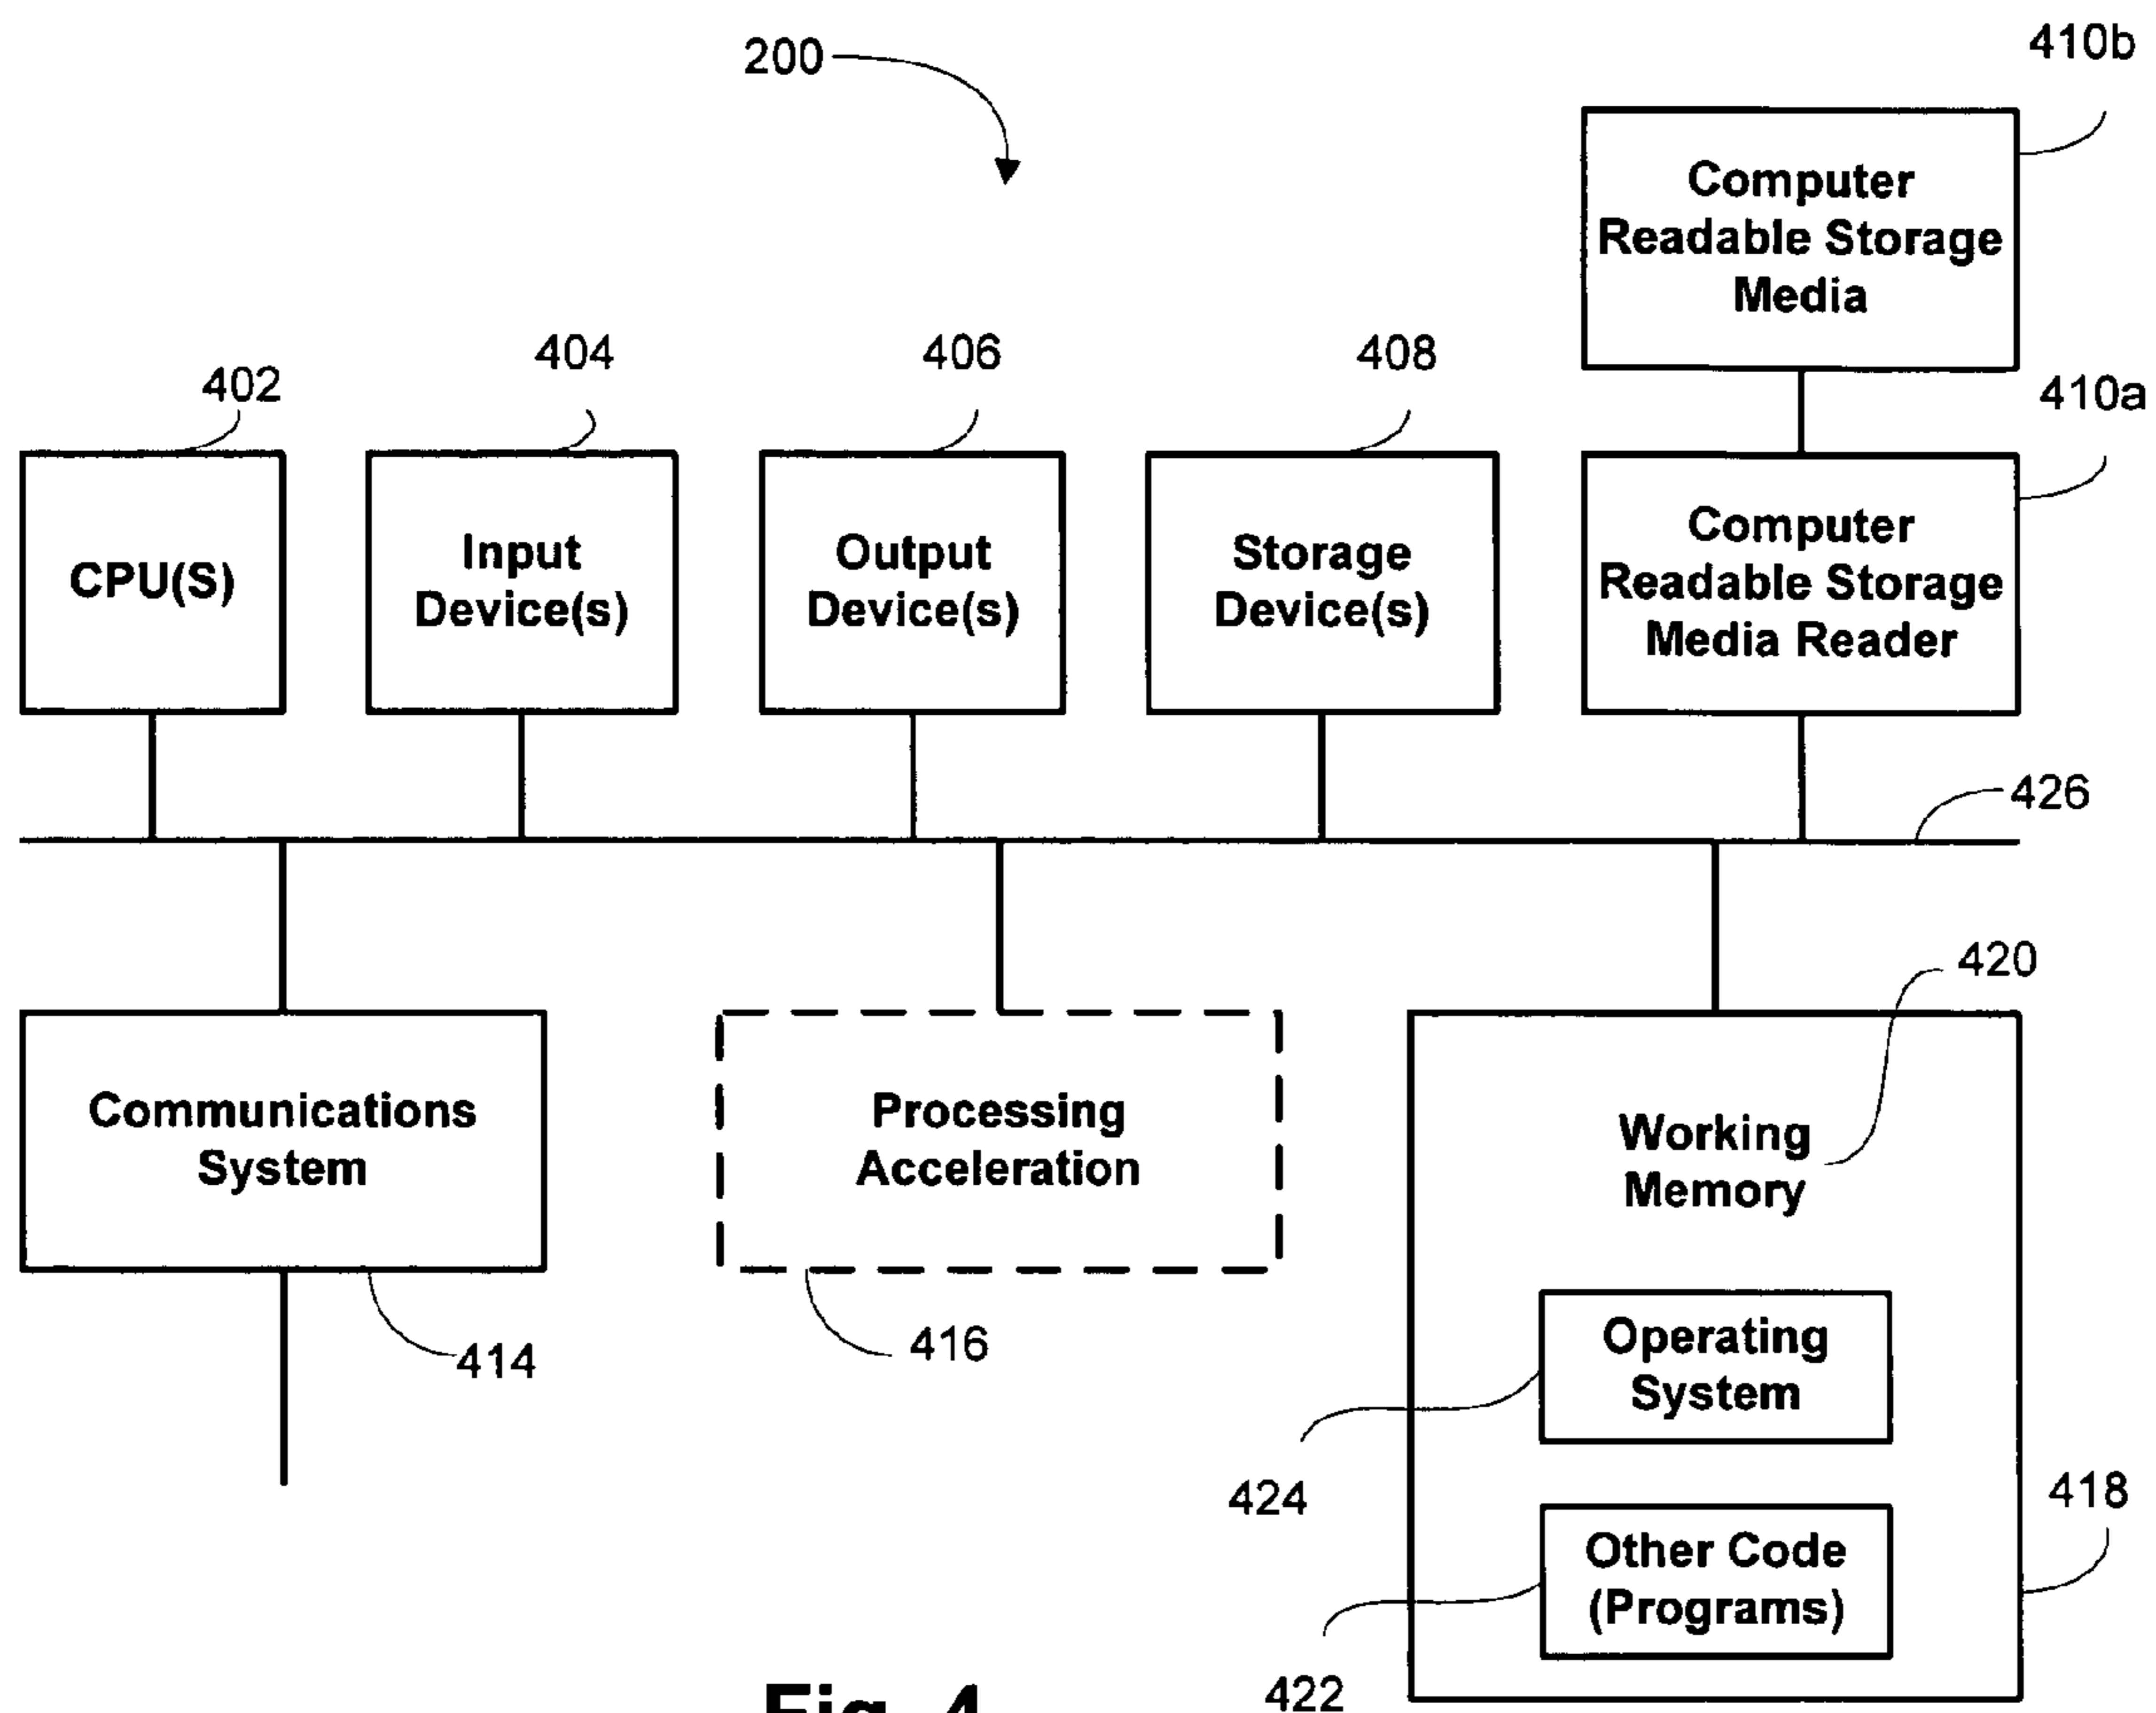 200
410b
Computer
Readable Storage
Media
402
404
406
408
410a
CPU(S)
Input
Device(s)
Output
Device(s)
Storage
Device(s)
Computer
Readable Storage
Media Reader
426
420
Communications
System
Processing
Acceleration
Working
Memory
414
416
Operating
System
424
418
Other Code
(Programs)
422
Fig. 4